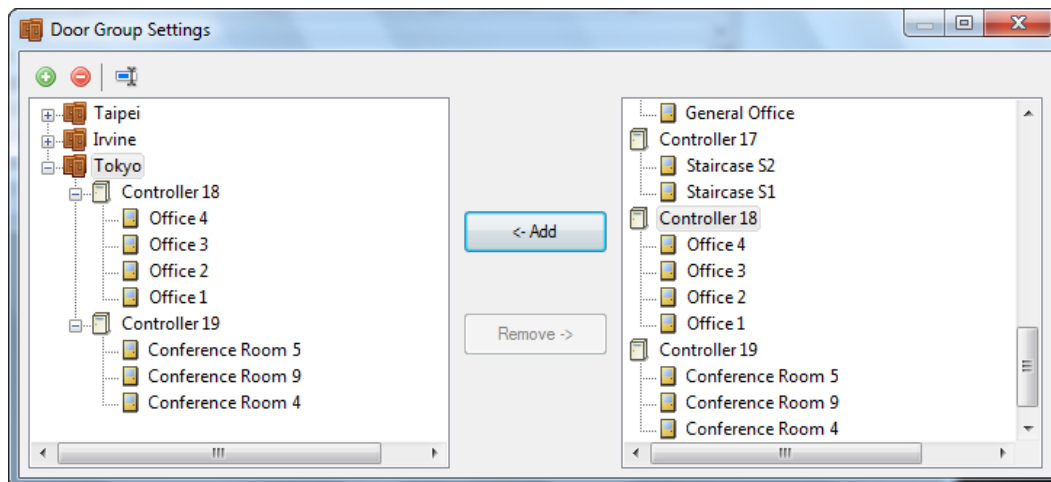 Door Group Settings
Taipei
Irvine
Tokyo
Controller 18
Office 4
Office 3
Office 2
Office 1
Controller 19
Conference Room 5
Conference Room 9
Conference Room 4
<- Add
Remove ->
General Office
Controller 17
Staircase S2
Staircase S1
Controller 18
Office 4
Office 3
Office 2
Office 1
Controller 19
Conference Room 5
Conference Room 9
Conference Room 4